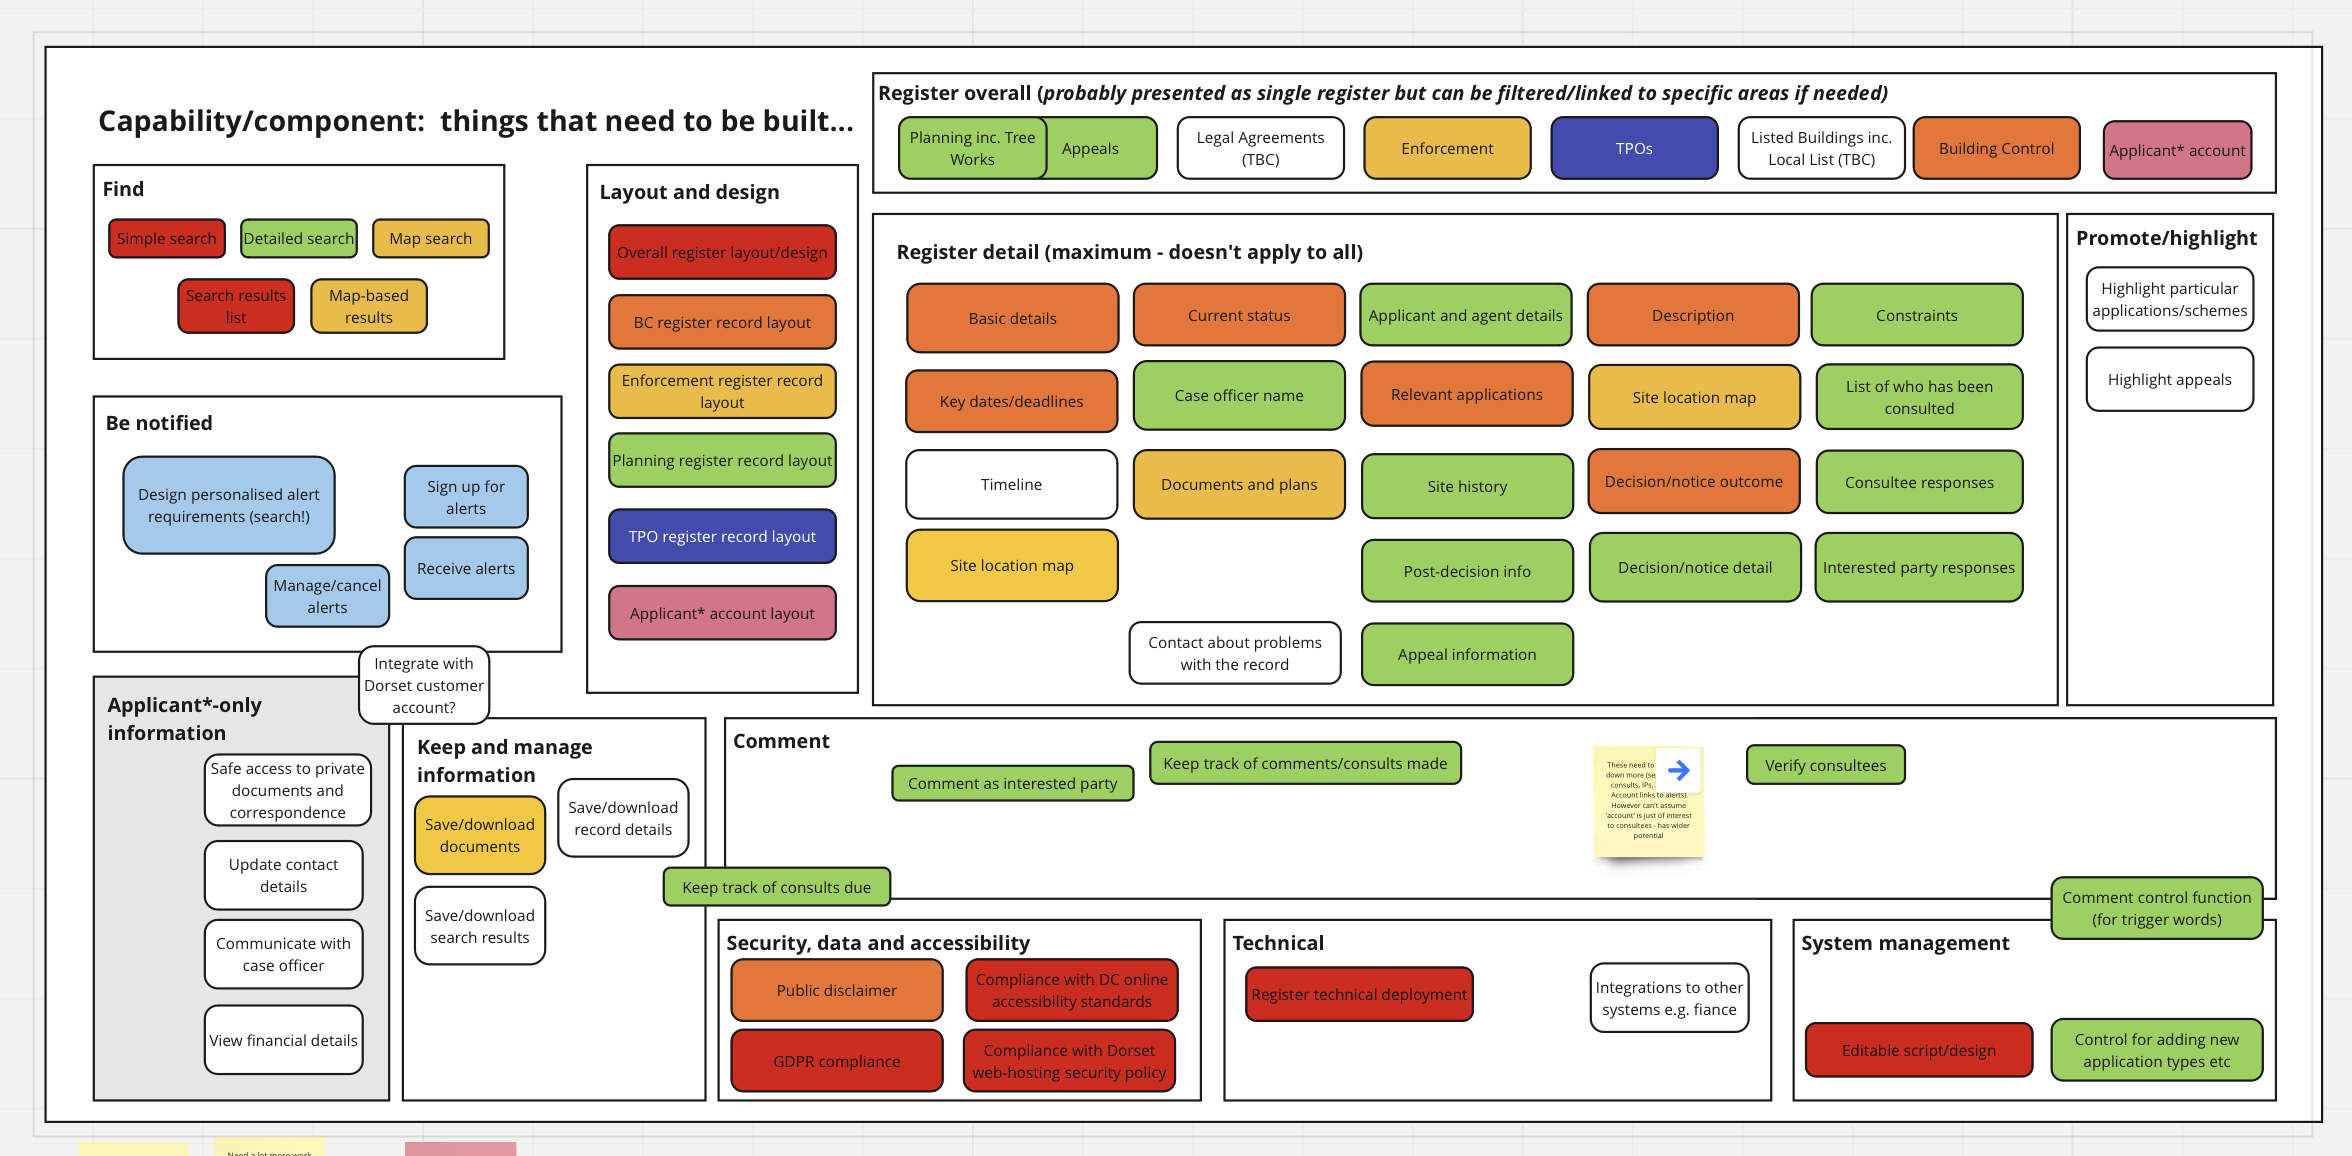 Capability/component:  things that need to be built...
Register overall (probably presented as single register but can be filtered/linked to specific areas if needed)
Planning inc. Tree
Works
Appeals
Legal Agreements
(TBC)
Enforcement
TPOs
Listed Buildings inc.
Local List (TBC)
Building Control
Applicant* account
Find
Simple search
Detailed search
Map search
Search results
list
Map-based
results
Layout and design
Overall register layout/design
BC register record layout
Enforcement register record
layout
Planning register record layout
TPO register record layout
Applicant* account layout
Register detail (maximum - doesn't apply to all)
Basic details
Current status
Applicant and agent details
Description
Constraints
Key dates/deadlines
Case officer name
Relevant applications
Site location map
List of who has been
consulted
Timeline
Documents and plans
Site history
Decision/notice outcome
Consultee responses
Site location map
Post-decision info
Decision/notice detail
Interested party responses
Contact about problems
with the record
Appeal information
Promote/highlight
Highlight particular
applications/schemes
Highlight appeals
Be notified
Design personalised alert
requirements (search!)
Sign up for
alerts
Receive alerts
Manage/cancel
alerts
Integrate with
Dorset customer
account?
Applicant*-only
information
Safe access to private
documents and
correspondence
Update contact
details
Communicate with
case officer
View financial details
Keep and manage
information
Save/download
documents
Save/download
record details
Save/download
search results
Comment
Comment as interested party
Keep track of comments/consults made
These need to
down more (se
consults, IPs,
Account links to alerts)
However can't assume
'account' is just of interest
to consultees - has wider
potential
Verify consultees
Keep track of consults due
Comment control function
(for trigger words)
Security, data and accessibility
Public disclaimer
Compliance with DC online
accessibility standards
GDPR compliance
Compliance with Dorset
web-hosting security policy
Technical
Register technical deployment
Integrations to other
systems e.g. fiance
System management
Editable script/design
Control for adding new
application types etc
Need a lot more work